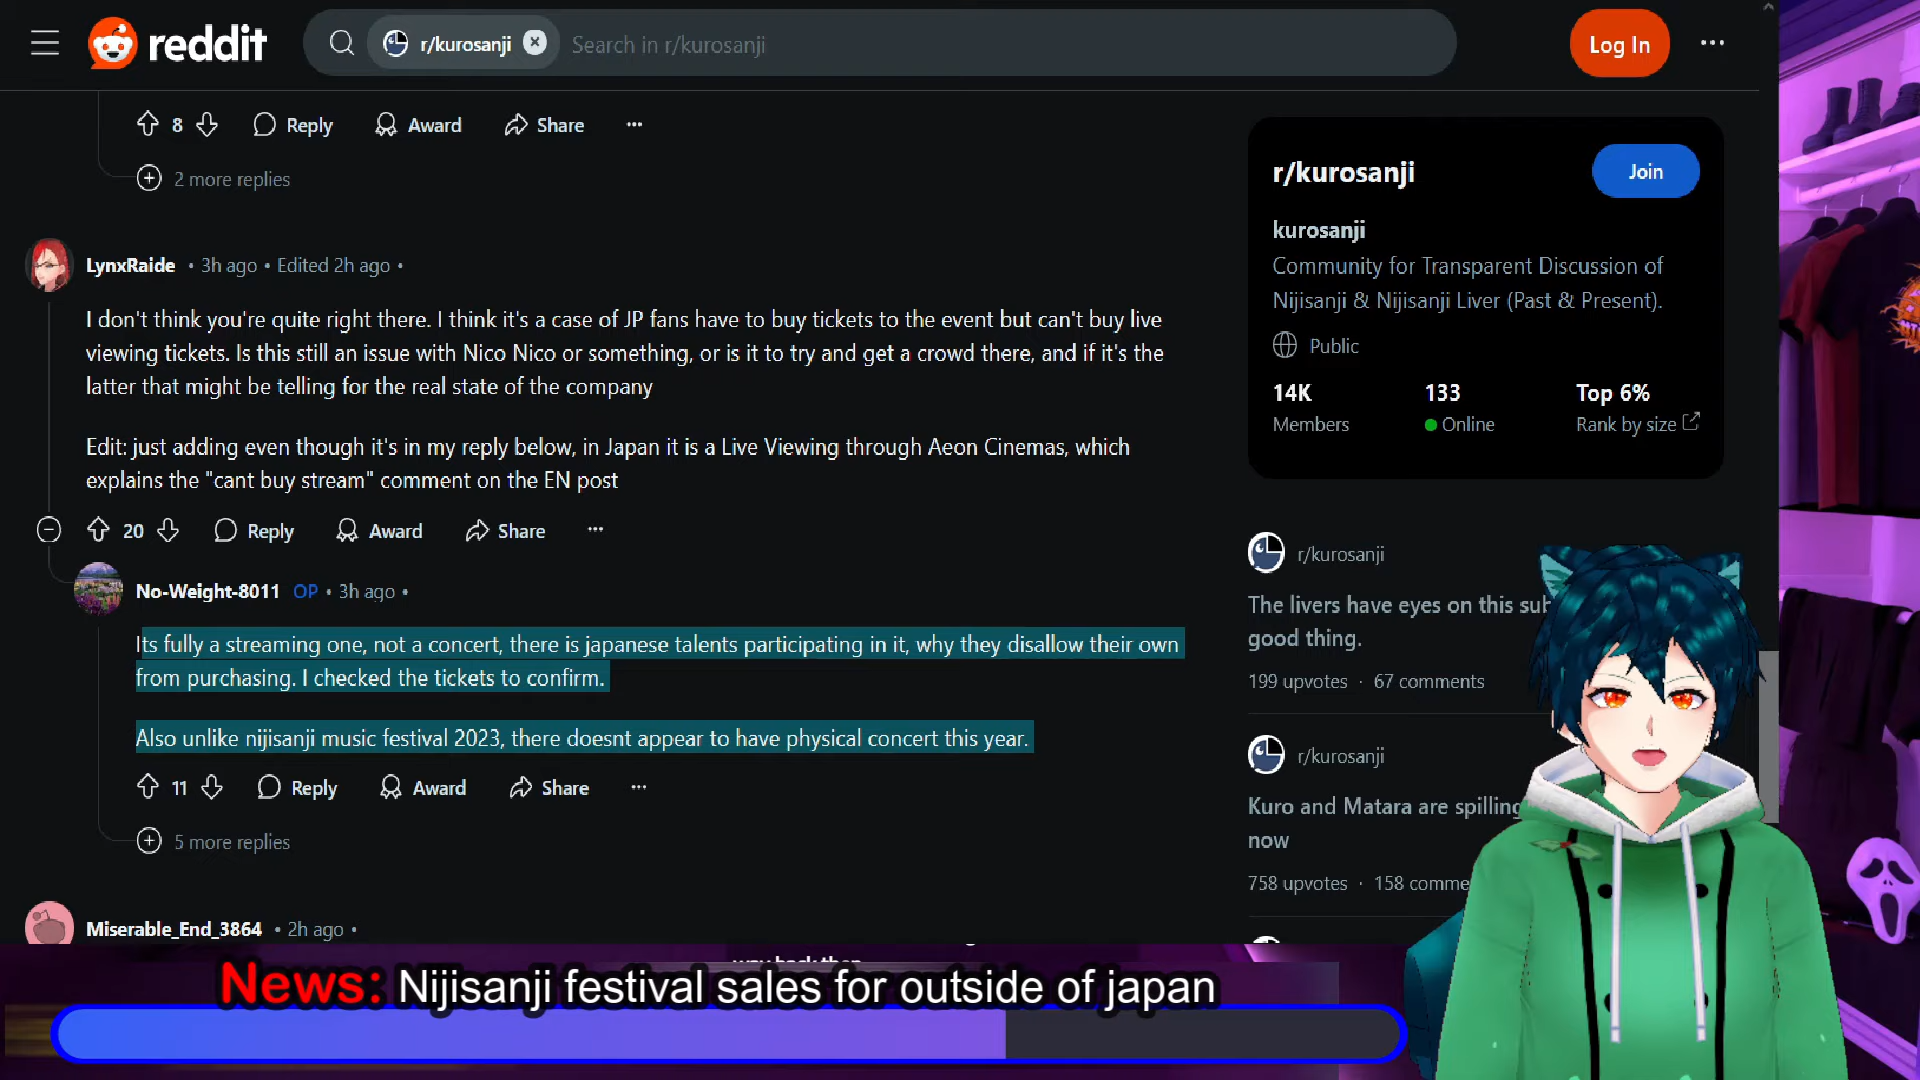 reddit
r/kurosanji
Search in r/kurosanji
Log In
8
Reply
Award
Share
2 more replies
LynxRaide • 3h ago • Edited 2h ago •
I don't think you're quite right there. I think it's a case of JP fans have to buy tickets to the event but can't buy live
viewing tickets. Is this still an issue with Nico Nico or something, or is it to try and get a crowd there, and if it's the
latter that might be telling for the real state of the company
Edit: just adding even though it's in my reply below, in Japan it is a Live Viewing through Aeon Cinemas, which
explains the "cant buy stream" comment on the EN post
20
Reply
Award
Share
No-Weight-8011 OP • 3h ago •
Its fully a streaming one, not a concert, there is japanese talents participating in it, why they disallow their own
from purchasing. I checked the tickets to confirm.
Also unlike nijisanji music festival 2023, there doesnt appear to have physical concert this year.
11
Reply
Award
Share
5 more replies
Miserable_End_3864 • 2h ago •
r/kurosanji
Join
kurosanji
Community for Transparent Discussion of
Nijisanji & Nijisanji Liver (Past & Present).
Public
14K
133
Top 6%
Members
Online
Rank by size
r/kurosanji
The livers have eyes on this sub
good thing.
199 upvotes · 67 comments
r/kurosanji
Kuro and Matara are spilling
now
758 upvotes · 158 comme
News: Nijisanji festival sales for outside of japan